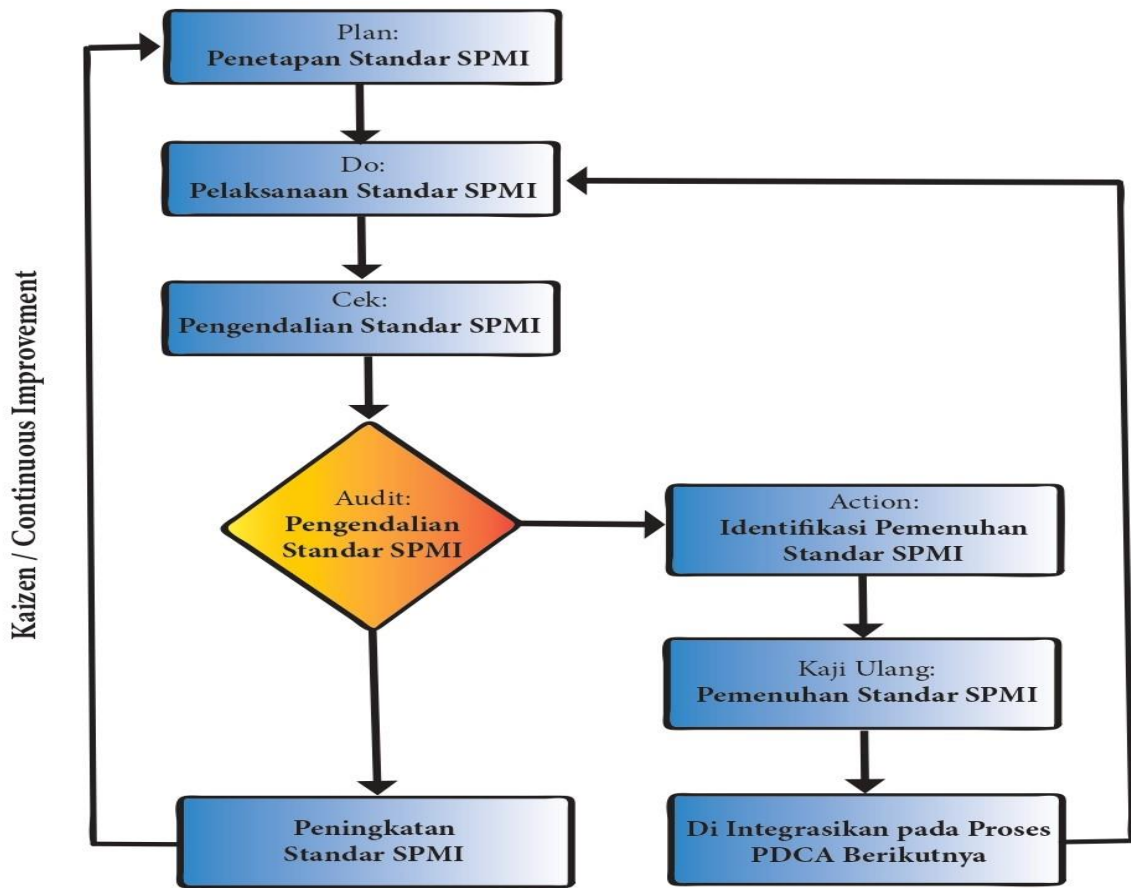 Plan:
Penetapan Standar SPMI
Do:
Pelaksanaan Standar SPMI
Cek:
Pengendalian Standar SPMI
Kaizen / Continuous Improvement
Audit:
Pengendalian
Standar SPMI
Action:
Identifikasi Pemenuhan
Standar SPMI
Kaji Ulang:
Pemenuhan Standar SPMI
Peningkatan
Standar SPMI
Di Integrasikan pada Proses
PDCA Berikutnya